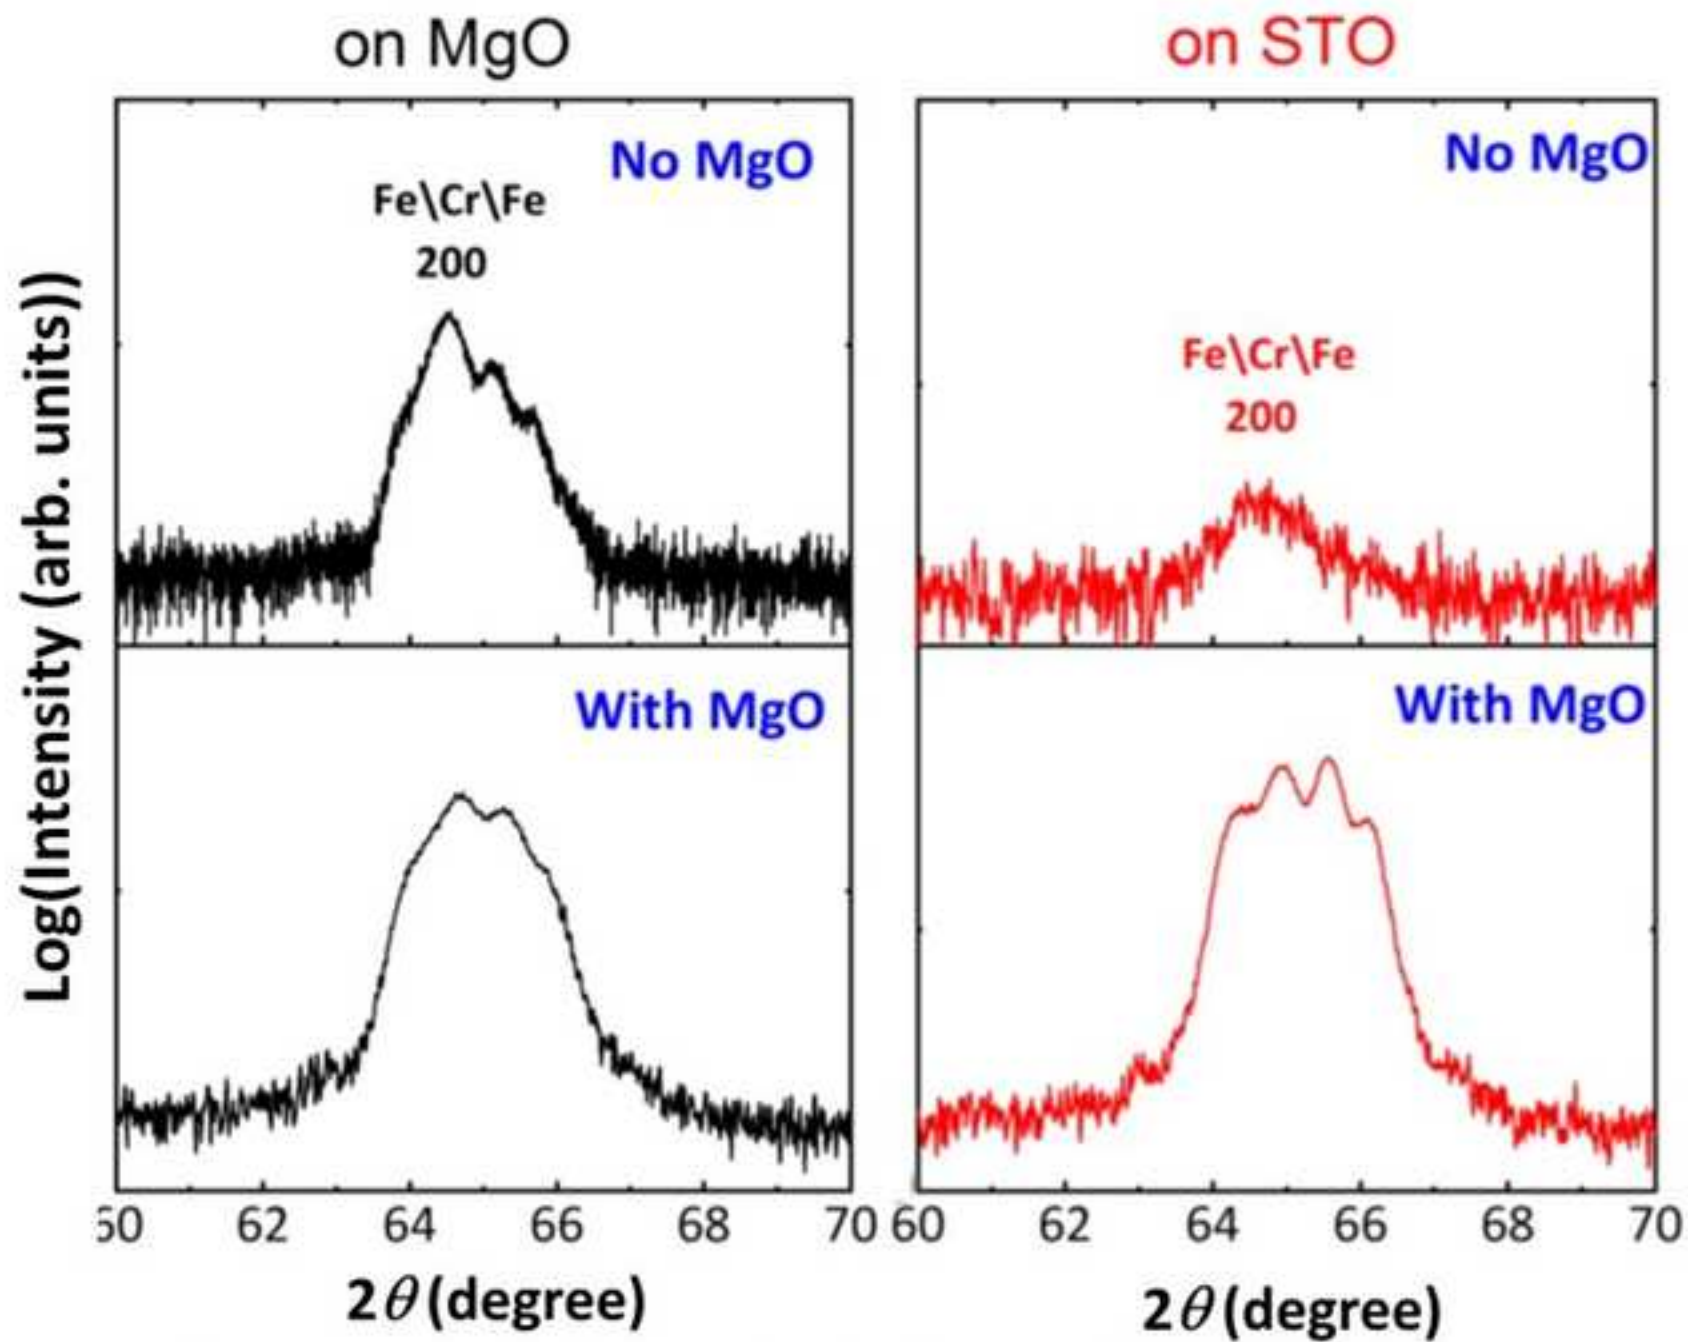 on MgO
on STO
No MgO
Fe\Cr\Fe
200
No MgO
Fe\Cr\Fe
200
With MgO
With MgO
Log(Intensity (arb. units))
60 62 64 66 68 70
60 62 64 66 68 70
2θ (degree)
2θ (degree)